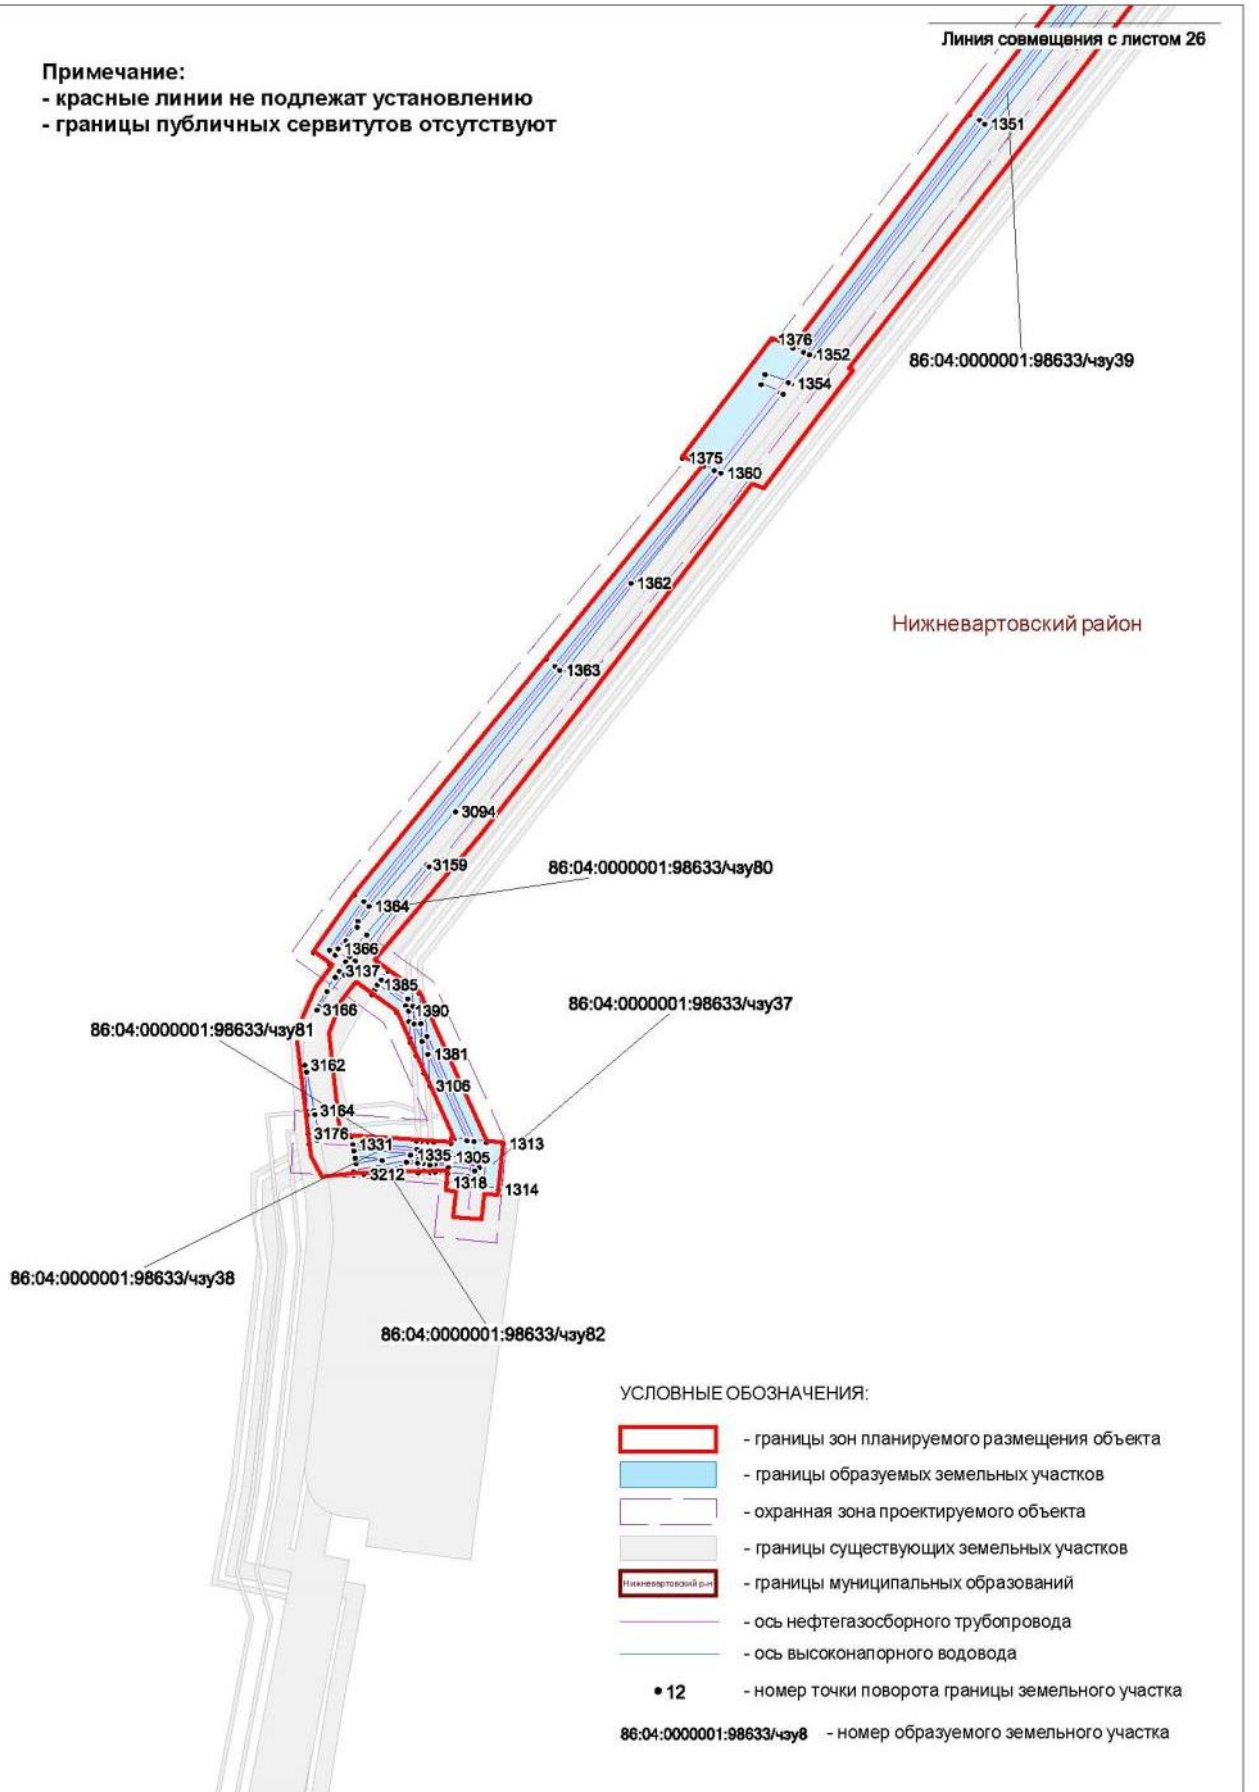 Линия совмещения с листом 26
Примечание:
- красные линии не подлежат установлению
- границы публичных сервитутов отсутствуют
1351
1376
1352
86:04:0000001:98633/чзу39
1354
1375
1360
1362
Нижневартовский район
1363
3094
3159
86:04:0000001:98633/чзу80
1364
1366
3137
1385
86:04:0000001:98633/чзу37
3166
1390
86:04:0000001:98633/чзу81
1381
3162
3106
3164
3176
1331
1313
1335
1305
3212
1318
1314
86:04:0000001:98633/чзу38
86:04:0000001:98633/чзу82
УСЛОВНЫЕ ОБОЗНАЧЕНИЯ:
- границы зон планируемого размещения объекта
- границы образуемых земельных участков
- охранная зона проектируемого объекта
- границы существующих земельных участков
Нижневартовский р-н - границы муниципальных образований
- ось нефтегазосборного трубопровода
- ось высоконапорного водовода
12 - номер точки поворота границы земельного участка
86:04:0000001:98633/чзу8 - номер образуемого земельного участка